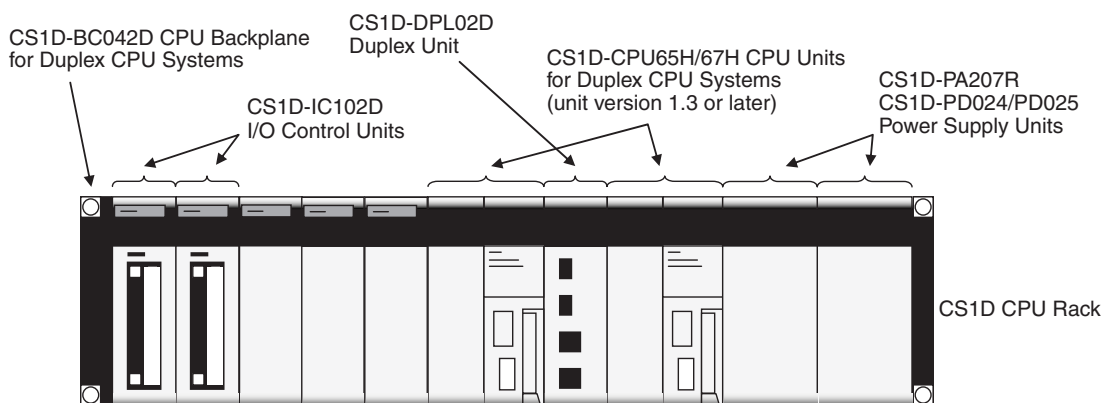 CS1D-BC042D CPU Backplane
for Duplex CPU Systems
CS1D-IC102D
I/O Control Units
CS1D-DPL02D
Duplex Unit
CS1D-CPU65H/67H CPU Units
for Duplex CPU Systems
(unit version 1.3 or later)
CS1D-PA207R
CS1D-PD024/PD025
Power Supply Units
CS1D CPU Rack